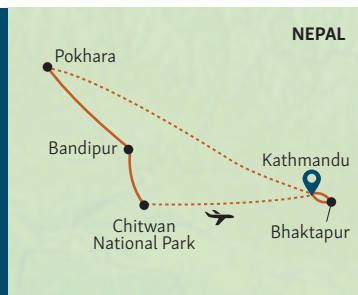 NEPAL
Pokhara
Bandipur
Kathmandu
Chitwan
National Park
Bhaktapur